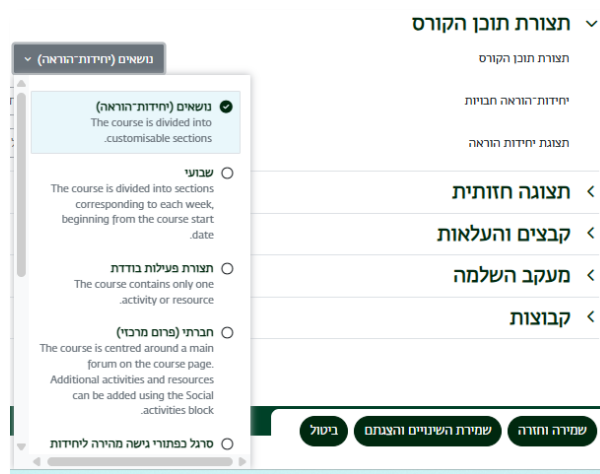 תצורת תוכן הקורס
תצורת תוכן הקורס
נושאים (יחידות־הוראה)
יחידות־הוראה חבויות
תצוגת יחידות הוראה
נושאים (יחידות־הוראה)
The course is divided into
customisable sections.
שבועי
The course is divided into sections
corresponding to each week,
beginning from the course start
date.
תצורת פעילות בודדת
The course contains only one
activity or resource.
חברתי (פרום מרכזי)
The course is centred around a main
forum on the course page.
Additional activities and resources
can be added using the Social
activities block.
סרגל כפתורי גישה מהירה ליחידות
תצוגה חזותית
קבצים והעלאות
מעקב השלמה
קבוצות
שמירה וחזרה
שמירת השינויים והצגתם
ביטול